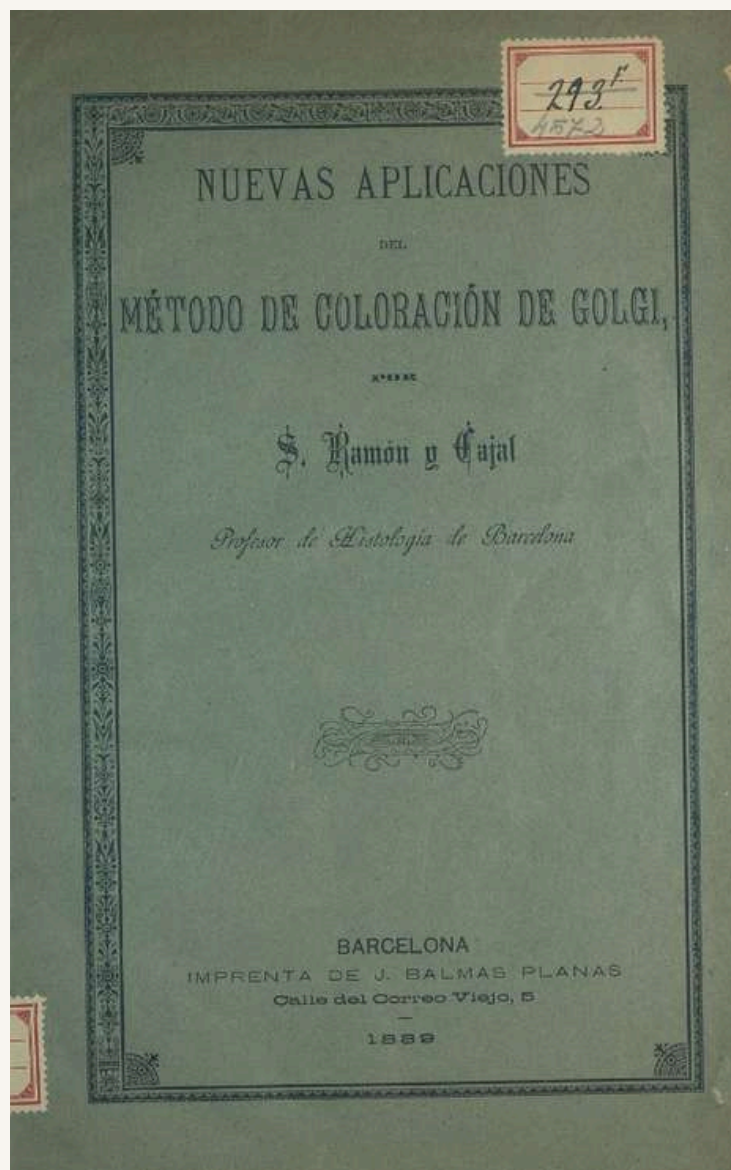 293 F.
4572
NUEVAS APLICACIONES
DEL
MÉTODO DE COLORACIÓN DE GOLGI,
POR
S. Ramón y Cajal
Profesor de Histología de Barcelona
BARCELONA
IMPRENTA DE J. BALMAS PLANAS
Calle del Correo Viejo, 5
1889